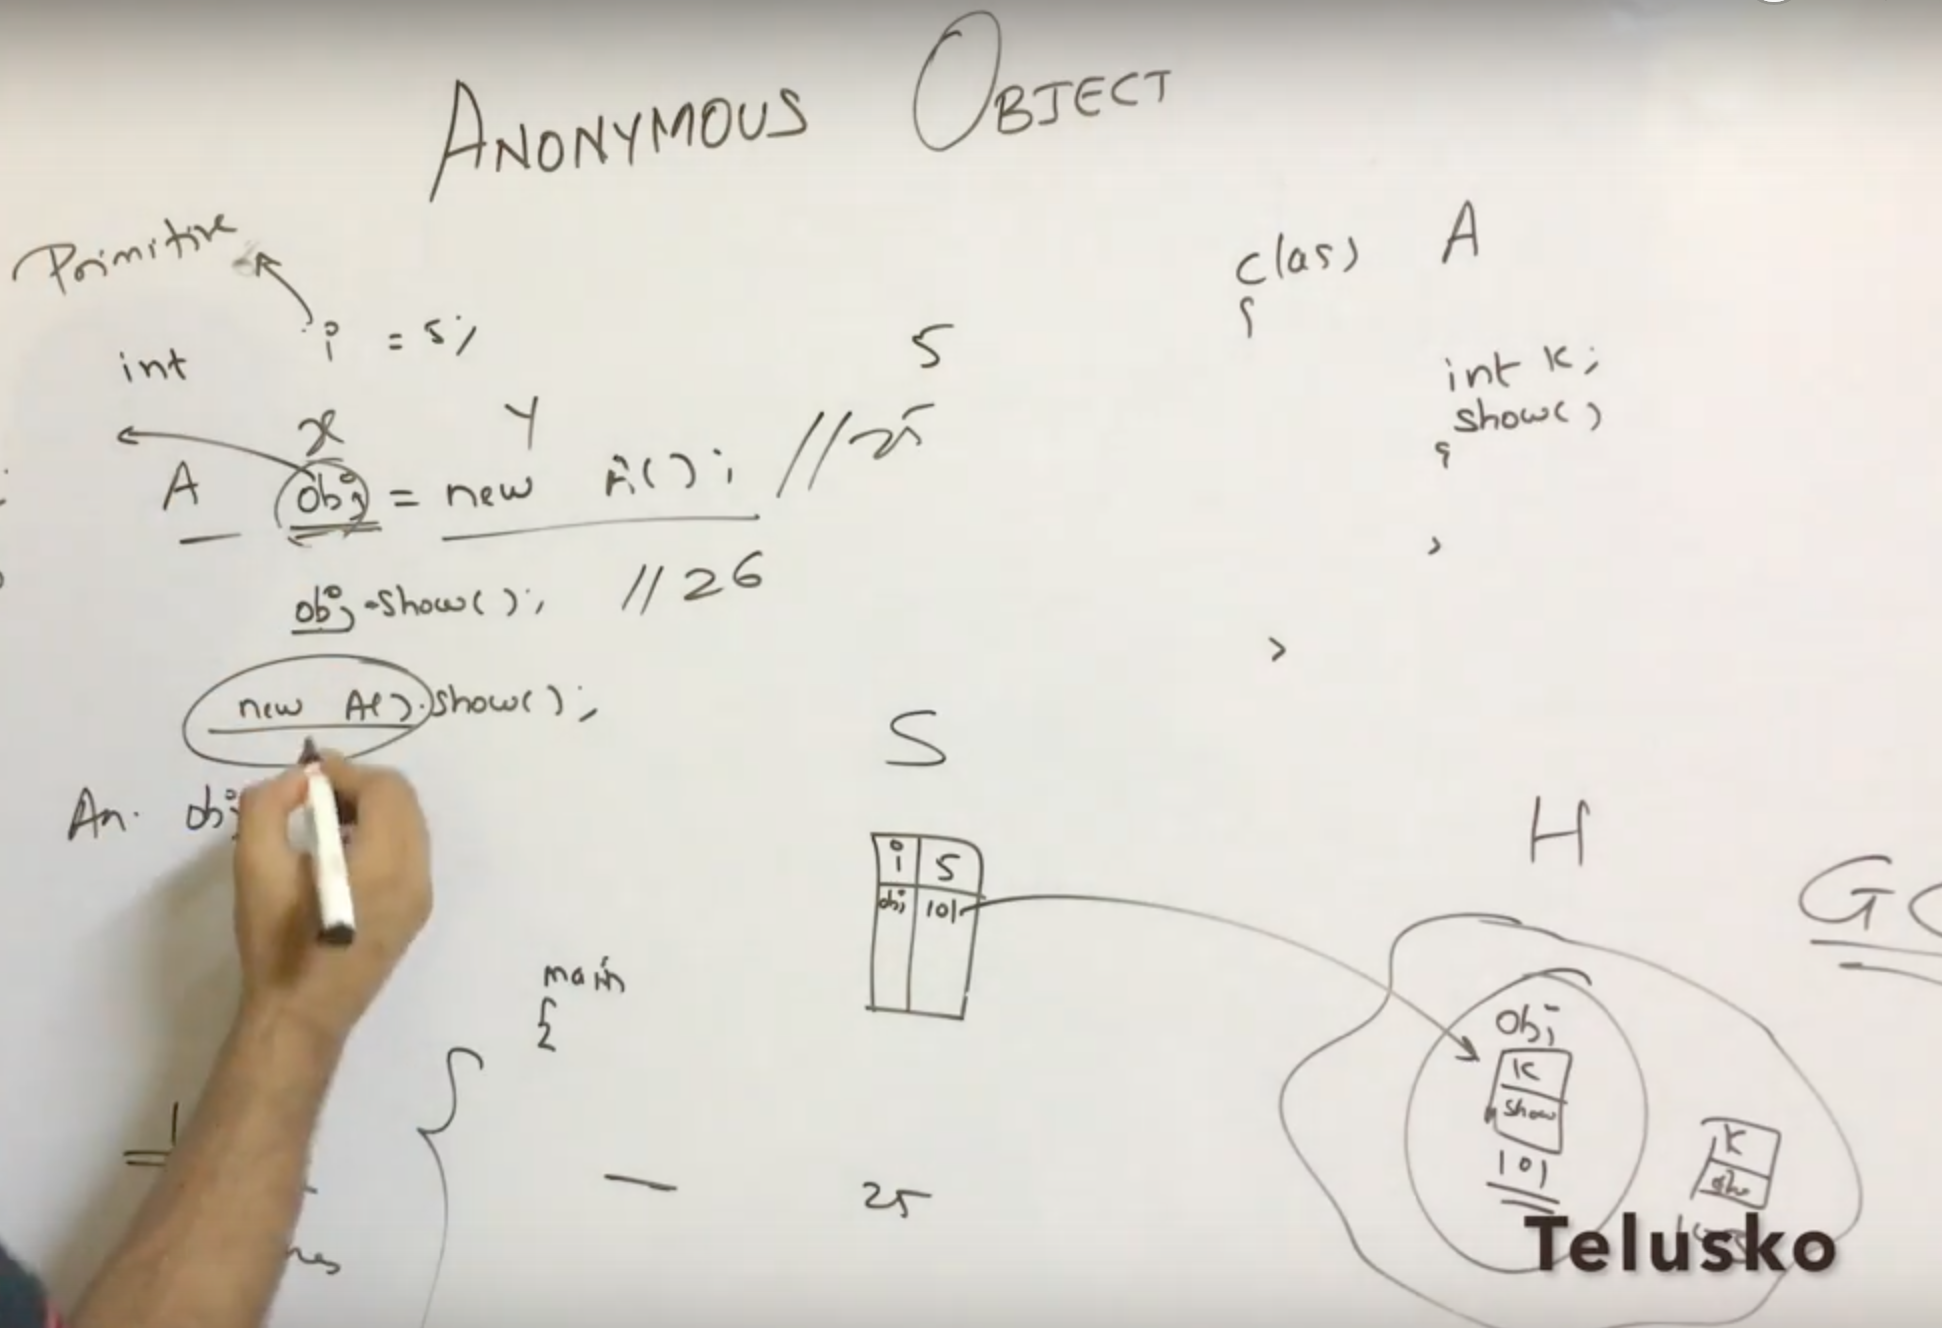 ANONYMOUS OBJECT
Primitive
int i = 5;
5
x Y
A obj = new A(); //25
obj.show(); //26
new A().show();
An. obj
class A
{
int k;
show()
{
}
}
S
i 5
obj 101
H
GC
obj
K
show
101
K
main
{
25
Telusko